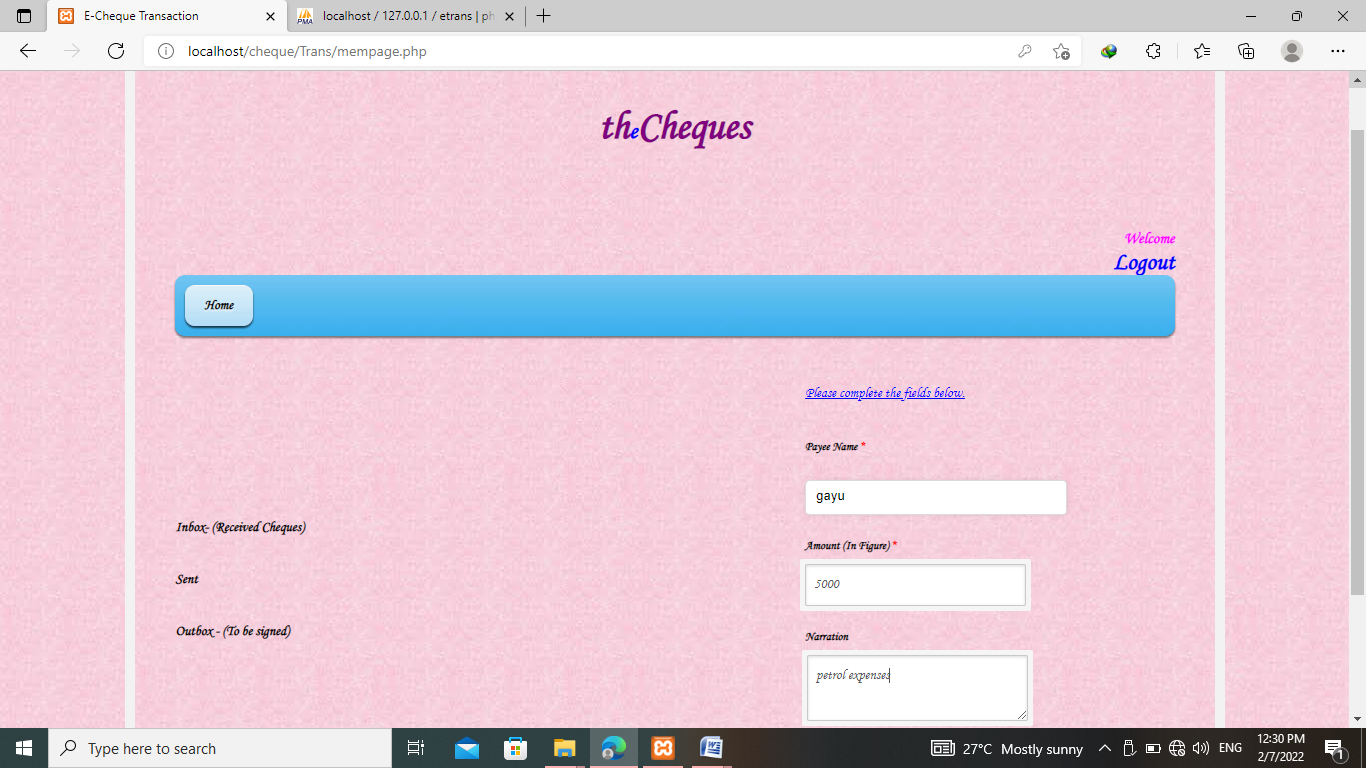 E-Cheque Transaction
localhost / 127.0.0.1 / etrans | ph
localhost/cheque/Trans/mempage.php
theCheques
Welcome
Logout
Home
Please complete the fields below.
Payee Name *
gayu
Inbox- (Received Cheques)
Amount (In Figure) *
Sent
5000
Outbox - (To be signed)
Narration
petrol expenses
Type here to search
27°C Mostly sunny
ENG
12:30 PM
2/7/2022
1